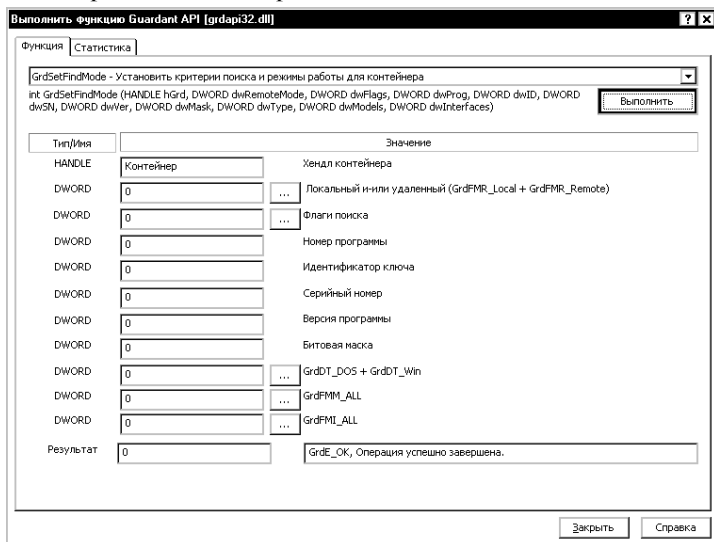 Выполнить функцию Guardant API [grdapi32.dll]
Функция Статистика
GrdSetFindMode - Установить критерии поиска и режимы работы для контейнера
int GrdSetFindMode (HANDLE hGrd, DWORD dwRemoteMode, DWORD dwFlags, DWORD dwProg, DWORD dwID, DWORD
dwSN, DWORD dwVer, DWORD dwMask, DWORD dwType, DWORD dwModels, DWORD dwInterfaces)
Выполнить
Тип/Имя Значение
HANDLE Контейнер Хендл контейнера
DWORD 0 ... Локальный и-или удаленный (GrdFMR_Local + GrdFMR_Remote)
DWORD 0 ... Флаги поиска
DWORD 0 Номер программы
DWORD 0 Идентификатор ключа
DWORD 0 Серийный номер
DWORD 0 Версия программы
DWORD 0 Битовая маска
DWORD 0 ... GrdDT_DOS + GrdDT_Win
DWORD 0 ... GrdFMM_ALL
DWORD 0 ... GrdFMI_ALL
Результат 0 GrdE_OK, Операция успешно завершена.
Закрыть Справка